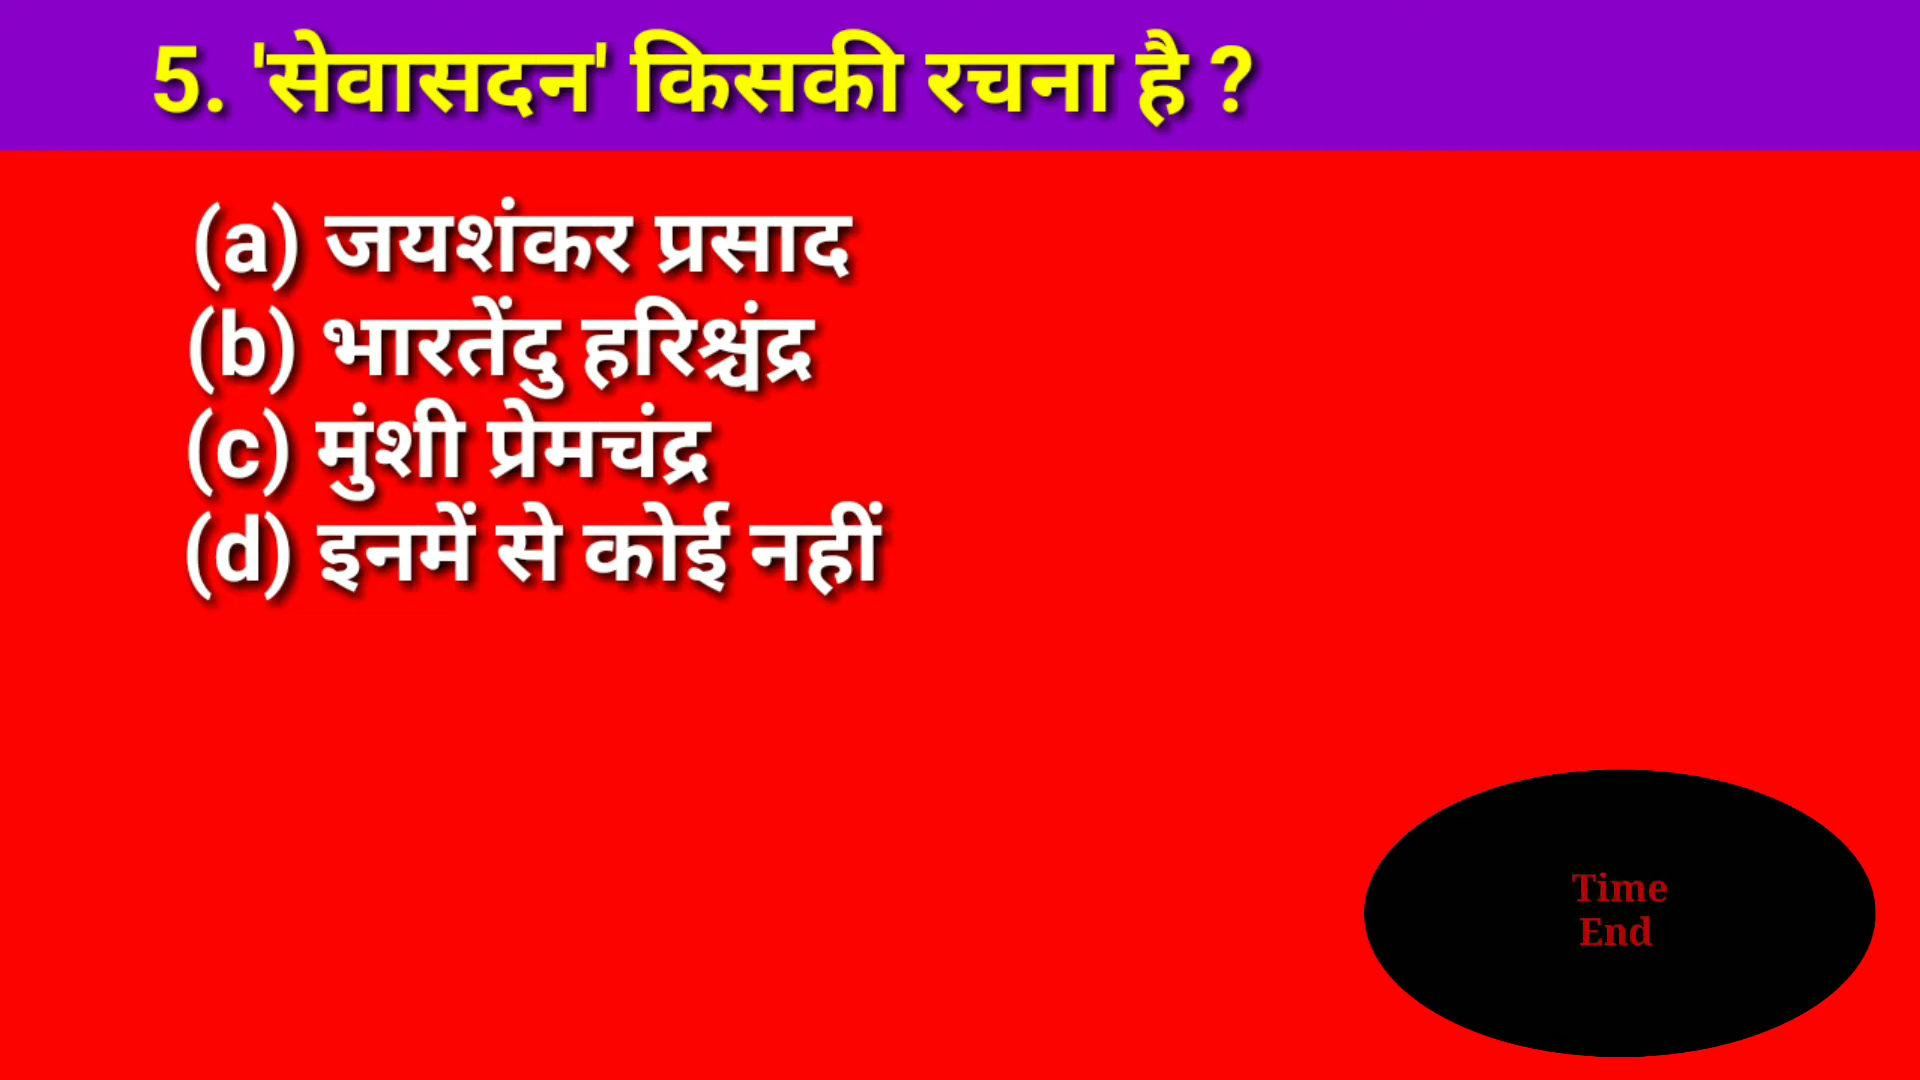 5. 'सेवासदन' किसकी रचना है ?
(a) जयशंकर प्रसाद
(b) भारतेंदु हरिश्चंद्र
(c) मुंशी प्रेमचंद्र
(d) इनमें से कोई नहीं
Time
End